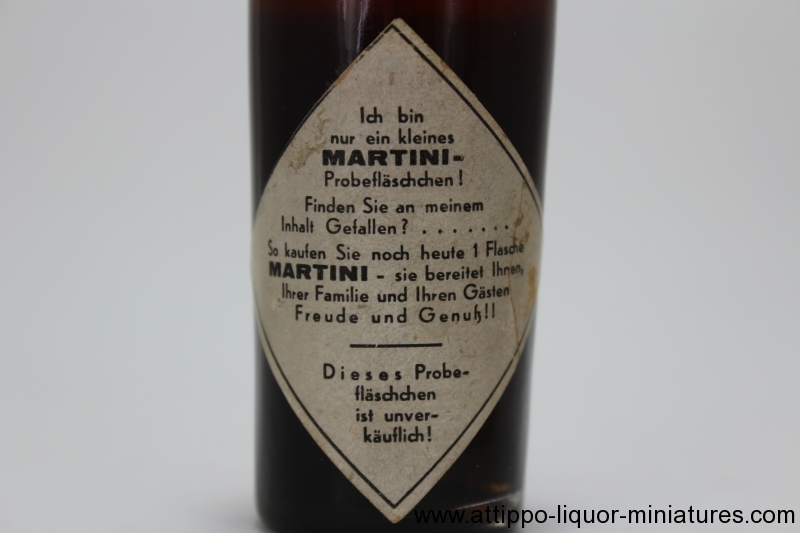 Ich bin
nur ein kleines
MARTINI-
Probefläschchen!
Finden Sie an meinem
Inhalt Gefallen? . . . . . . .
So kaufen Sie noch heute 1 Flasche
MARTINI - sie bereitet Ihnen,
Ihrer Familie und Ihren Gästen
Freude und Genuß!!
Dieses Probe-
fläschchen
ist unver-
käuflich!
www.attippo-liquor-miniatures.com